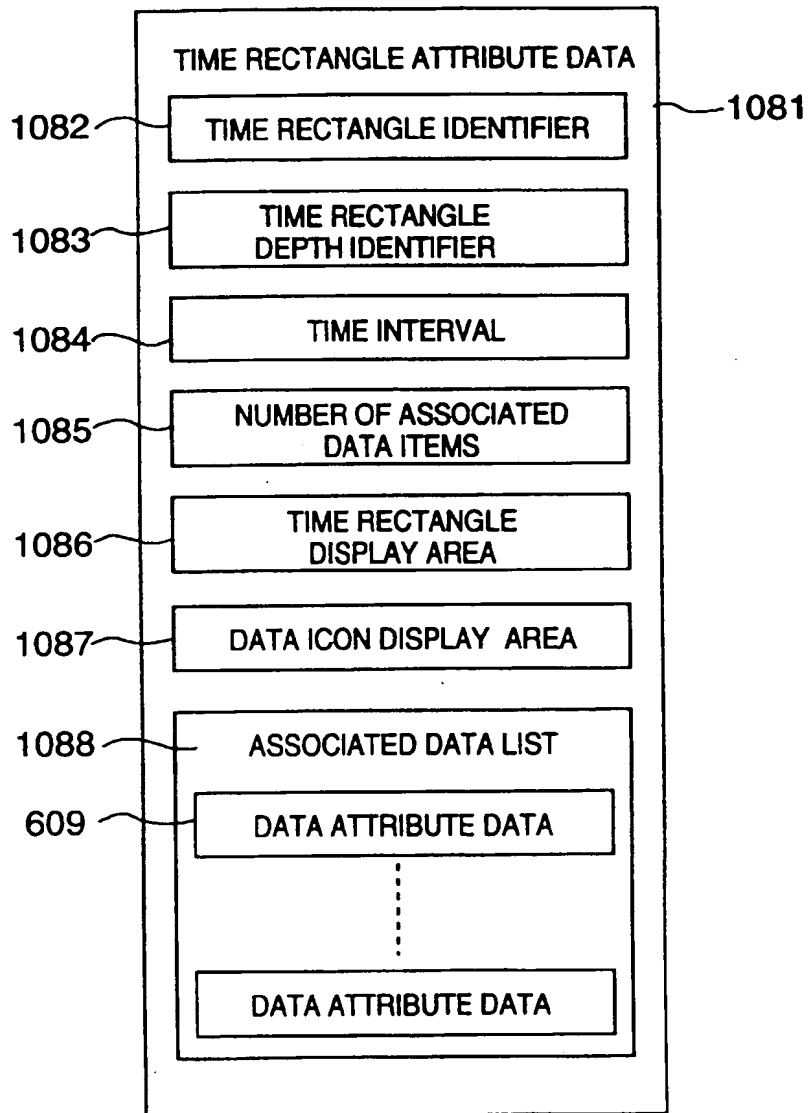 TIME RECTANGLE ATTRIBUTE DATA
1081
1082
TIME RECTANGLE IDENTIFIER
1083
TIME RECTANGLE
DEPTH IDENTIFIER
1084
TIME INTERVAL
1085
NUMBER OF ASSOCIATED
DATA ITEMS
1086
TIME RECTANGLE
DISPLAY AREA
1087
DATA ICON DISPLAY AREA
1088
ASSOCIATED DATA LIST
609
DATA ATTRIBUTE DATA
DATA ATTRIBUTE DATA